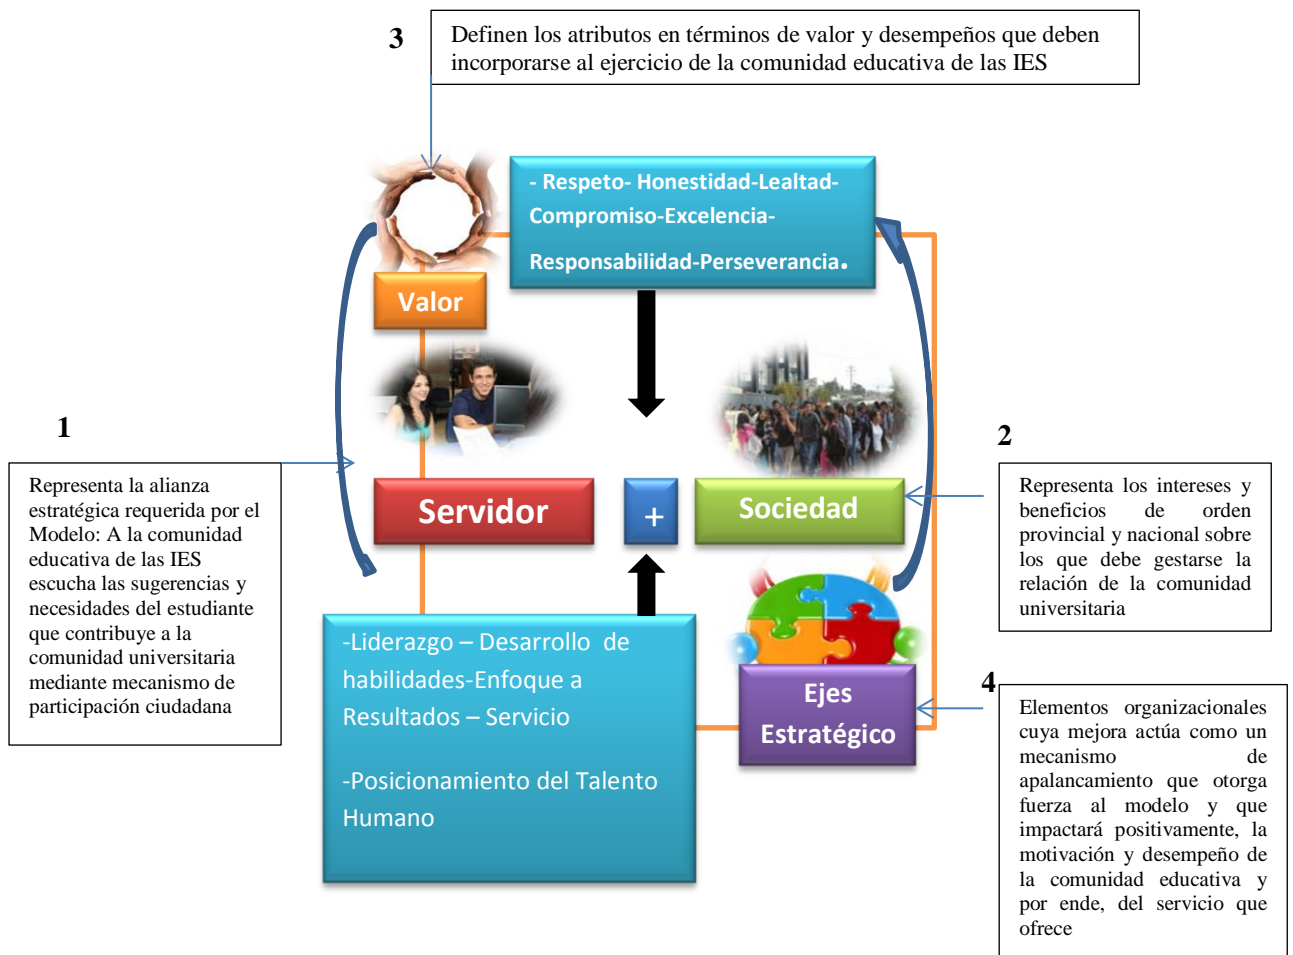 3
Definen los atributos en términos de valor y desempeños que deben
incorporarse al ejercicio de la comunidad educativa de las IES
- Respeto- Honestidad-Lealtad-
Compromiso-Excelencia-
Responsabilidad-Perseverancia.
Valor
1
Representa la alianza
estratégica requerida por el
Modelo: A la comunidad
educativa de las IES
escucha las sugerencias y
necesidades del estudiante
que contribuye a la
comunidad universitaria
mediante mecanismo de
participación ciudadana
Servidor
+
Sociedad
2
Representa los intereses y
beneficios de orden
provincial y nacional sobre
los que debe gestarse la
relación de la comunidad
universitaria
-Liderazgo – Desarrollo de
habilidades-Enfoque a
Resultados – Servicio
-Posicionamiento del Talento
Humano
Ejes
Estratégico
4
Elementos organizacionales
cuya mejora actúa como un
mecanismo de
apalancamiento que otorga
fuerza al modelo y que
impactará positivamente, la
motivación y desempeño de
la comunidad educativa y
por ende, del servicio que
ofrece